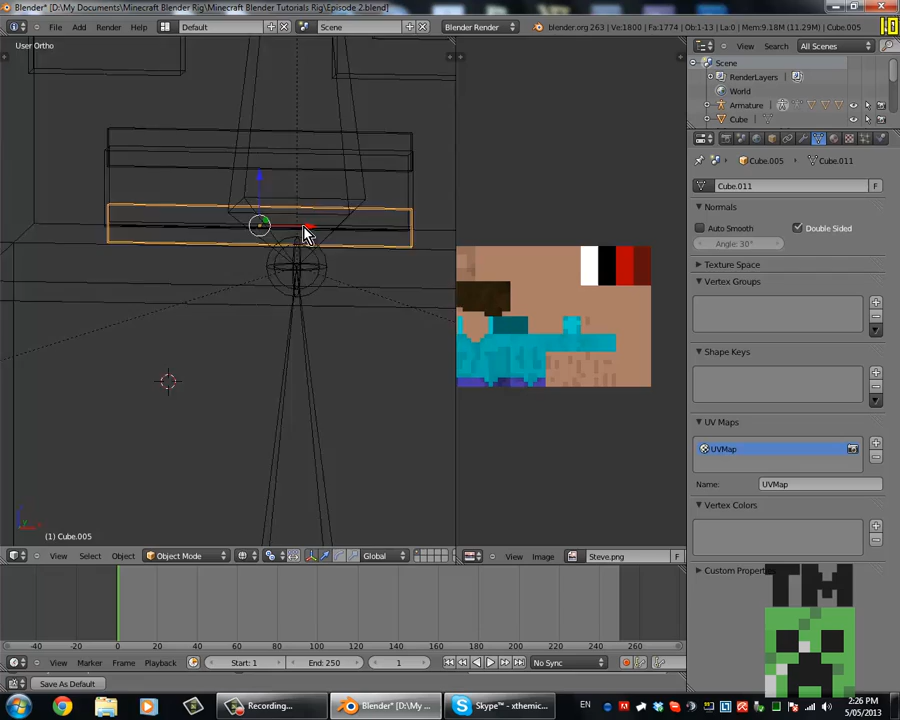 Blender* [D:\My Documents\Minecraft Blender Rig\Minecraft Blender Tutorials Rig\Episode 2.blend]
File Add Render Help
Default
Scene
Blender Render
blender.org 263 | Ve:1800 | Fa:1774 | Ob:1-13 | La:0 | Mem:9.18M (11.29M) | Cube.005
User Ortho
View Search All Scenes
Scene
RenderLayers
World
Armature
Cube
Cube.005
Cube.011
Cube.011
F
Normals
Auto Smooth
Double Sided
Angle: 30°
Texture Space
Vertex Groups
Shape Keys
UV Maps
UVMap
Name:
UVMap
Vertex Colors
Custom Properties
(1) Cube.005
View Select Object
Object Mode
Global
View Image
Steve.png
F
-40 -20 0 20 40 60 80 100 120 140 160 180 200 220 240 260 280
View Marker Frame Playback
Start: 1
End: 250
1
No Sync
Save As Default
TM
Recording...
Blender* [D:\My ...
Skype™ - xthemic...
EN
2:26 PM
5/05/2013